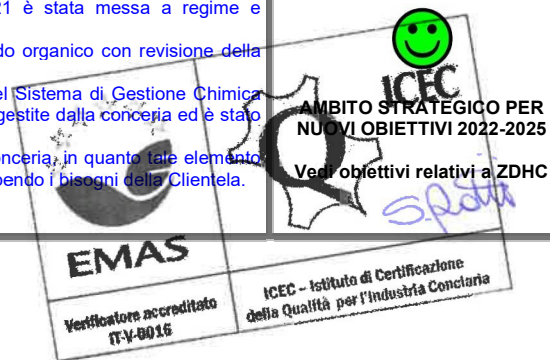 21 è stata messa a regime e
do organico con revisione della
el Sistema di Gestione Chimica
gestite dalla conceria ed è stato
onceria, in quanto tale elemento
pendo i bisogni della Clientela.
AMBITO STRATEGICO PER
NUOVI OBIETTIVI 2022-2025
Vedi obiettivi relativi a ZDHC
ICEC
Q
EMAS
Verificatore accreditato
IT-V-0016
ICEC – Istituto di Certificazione
della Qualità per l'Industria Conciaria